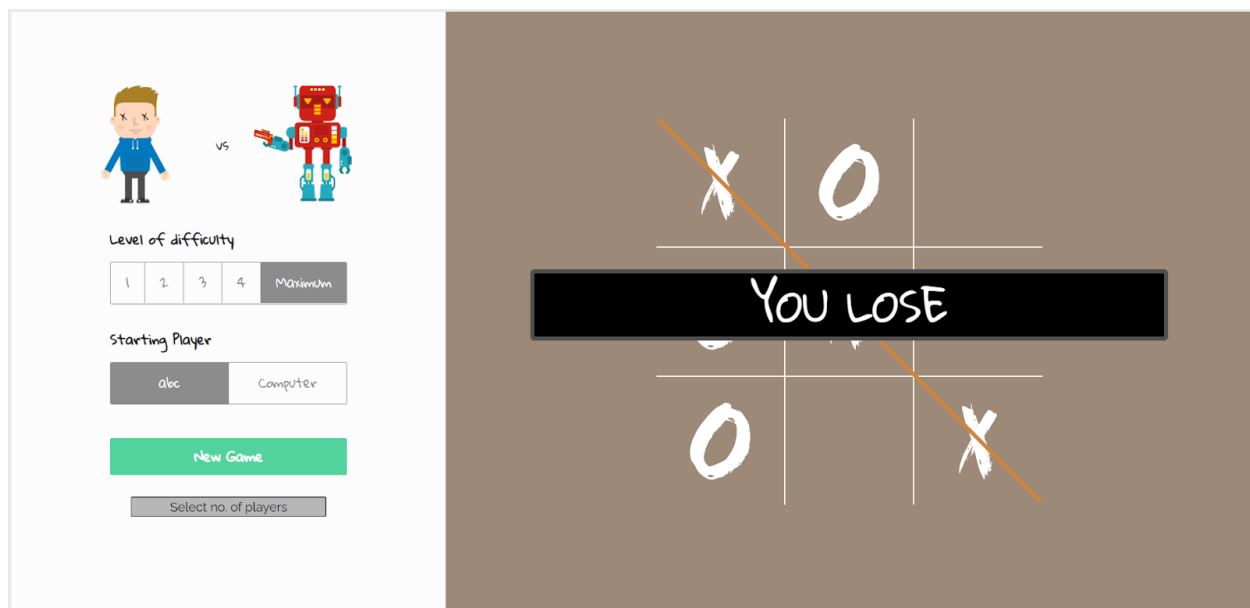 vs
Level of difficulty
1 2 3 4 Maximum
Starting Player
abc Computer
New Game
Select no. of players
X O
YOU LOSE
O X